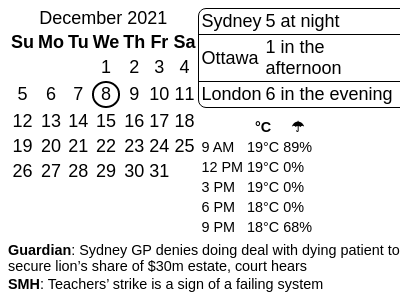 December 2021
Su Mo Tu We Th Fr Sa
1 2 3 4
5 6 7 8 9 10 11
12 13 14 15 16 17 18
19 20 21 22 23 24 25
26 27 28 29 30 31
Sydney 5 at night
Ottawa 1 in the
afternoon
London 6 in the evening
°C ☂
9 AM 19°C 89%
12 PM 19°C 0%
3 PM 19°C 0%
6 PM 18°C 0%
9 PM 18°C 68%
Guardian: Sydney GP denies doing deal with dying patient to
secure lion’s share of $30m estate, court hears
SMH: Teachers’ strike is a sign of a failing system